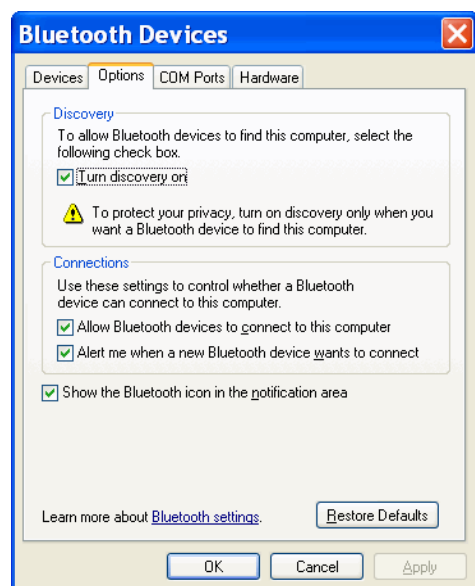 Bluetooth Devices
Devices Options COM Ports Hardware
Discovery
To allow Bluetooth devices to find this computer, select the
following check box.
Turn discovery on
To protect your privacy, turn on discovery only when you
want a Bluetooth device to find this computer.
Connections
Use these settings to control whether a Bluetooth
device can connect to this computer.
Allow Bluetooth devices to connect to this computer
Alert me when a new Bluetooth device wants to connect
Show the Bluetooth icon in the notification area
Learn more about Bluetooth settings. Restore Defaults
OK Cancel Apply